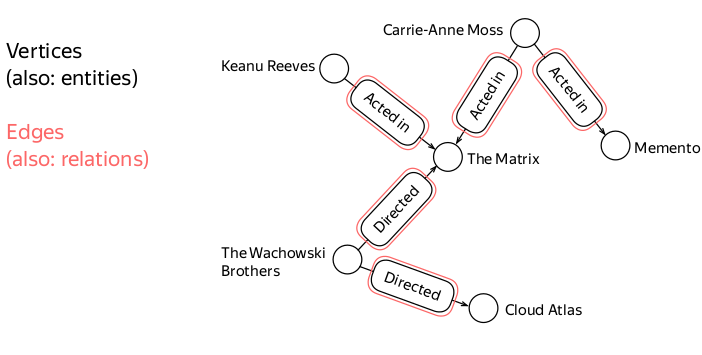 Vertices
(also: entities)
Edges
(also: relations)
Carrie-Anne Moss
Keanu Reeves
Acted in
Acted in
Acted in
The Matrix
Memento
Directed
The Wachowski
Brothers
Directed
Cloud Atlas